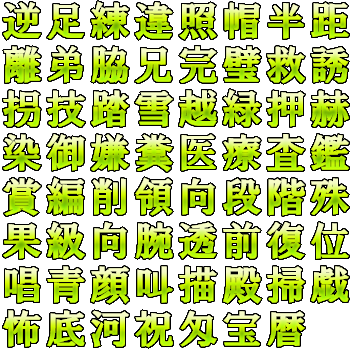 逆足練違照帽半距
離弟脇兄完璧救誘
拐技踏雪越緑押赫
染御嫌糞医療査鑑
賞編削領向段階殊
果級向腕透前復位
唱青顔叫描殿掃戯
怖底河祝匁宝暦